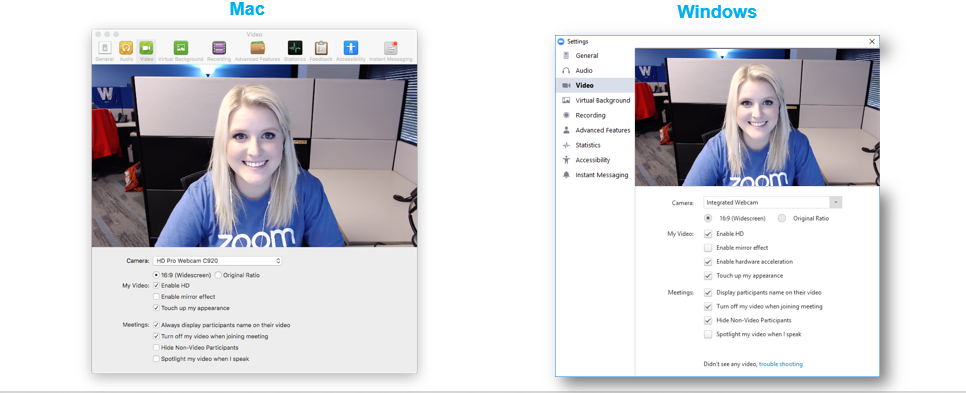 Mac
Windows
Video
General Audio Video Virtual Background Recording Advanced Features Statistics Feedback Accessibility Instant Messaging
W
zoom
Camera: HD Pro Webcam C920
16:9 (Widescreen) Original Ratio
My Video: Enable HD
Enable mirror effect
Touch up my appearance
Meetings: Always display participants name on their video
Turn off my video when joining meeting
Hide Non-Video Participants
Spotlight my video when I speak
Settings
General
Audio
Video
Virtual Background
Recording
Advanced Features
Statistics
Accessibility
Instant Messaging
W
zoom
Camera: Integrated Webcam
16:9 (Widescreen) Original Ratio
My Video: Enable HD
Enable mirror effect
Enable hardware acceleration
Touch up my appearance
Meetings: Display participants name on their video
Turn off my video when joining meeting
Hide Non-Video Participants
Spotlight my video when I speak
Didn't see any video, trouble shooting